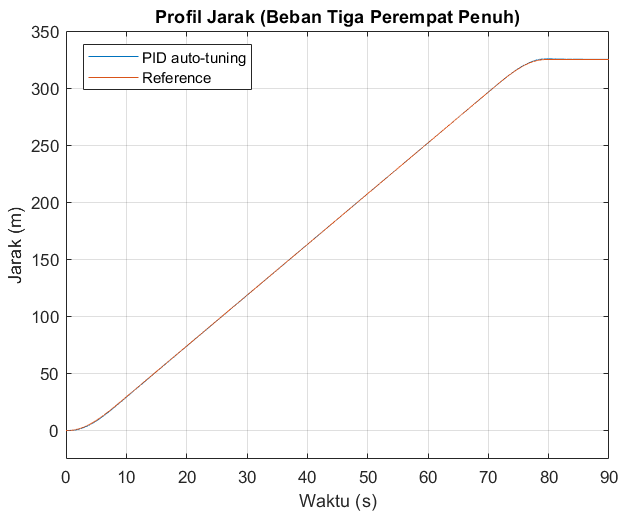 Profil Jarak (Beban Tiga Perempat Penuh)
350
300
250
200
150
100
50
0
Jarak (m)
PID auto-tuning
Reference
0 10 20 30 40 50 60 70 80 90
Waktu (s)